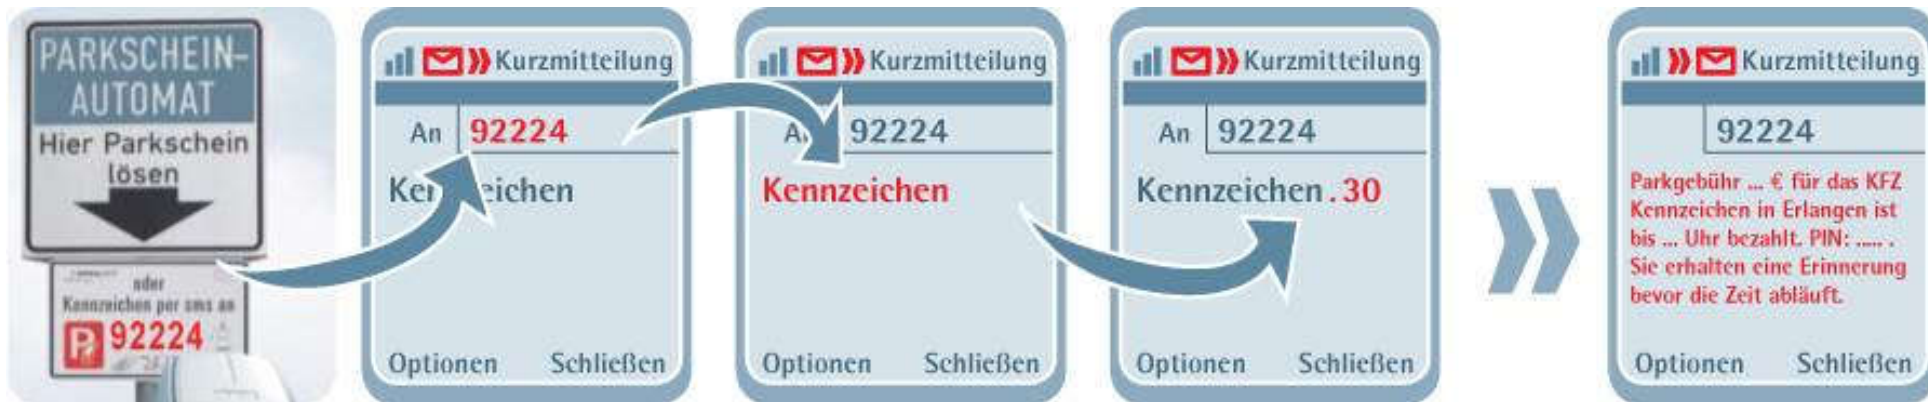 PARKSCHEIN-
AUTOMAT
Hier Parkschein
lösen
oder
Kennzeichen per sms an
92224
Kurzmitteilung
An 92224
Kennzeichen
Optionen Schließen
Kurzmitteilung
An 92224
Kennzeichen
Optionen Schließen
Kurzmitteilung
An 92224
Kennzeichen.30
Optionen Schließen
Kurzmitteilung
92224
Parkgebühr ... € für das KFZ
Kennzeichen in Erlangen ist
bis ... Uhr bezahlt. PIN: ..... .
Sie erhalten eine Erinnerung
bevor die Zeit abläuft.
Optionen Schließen